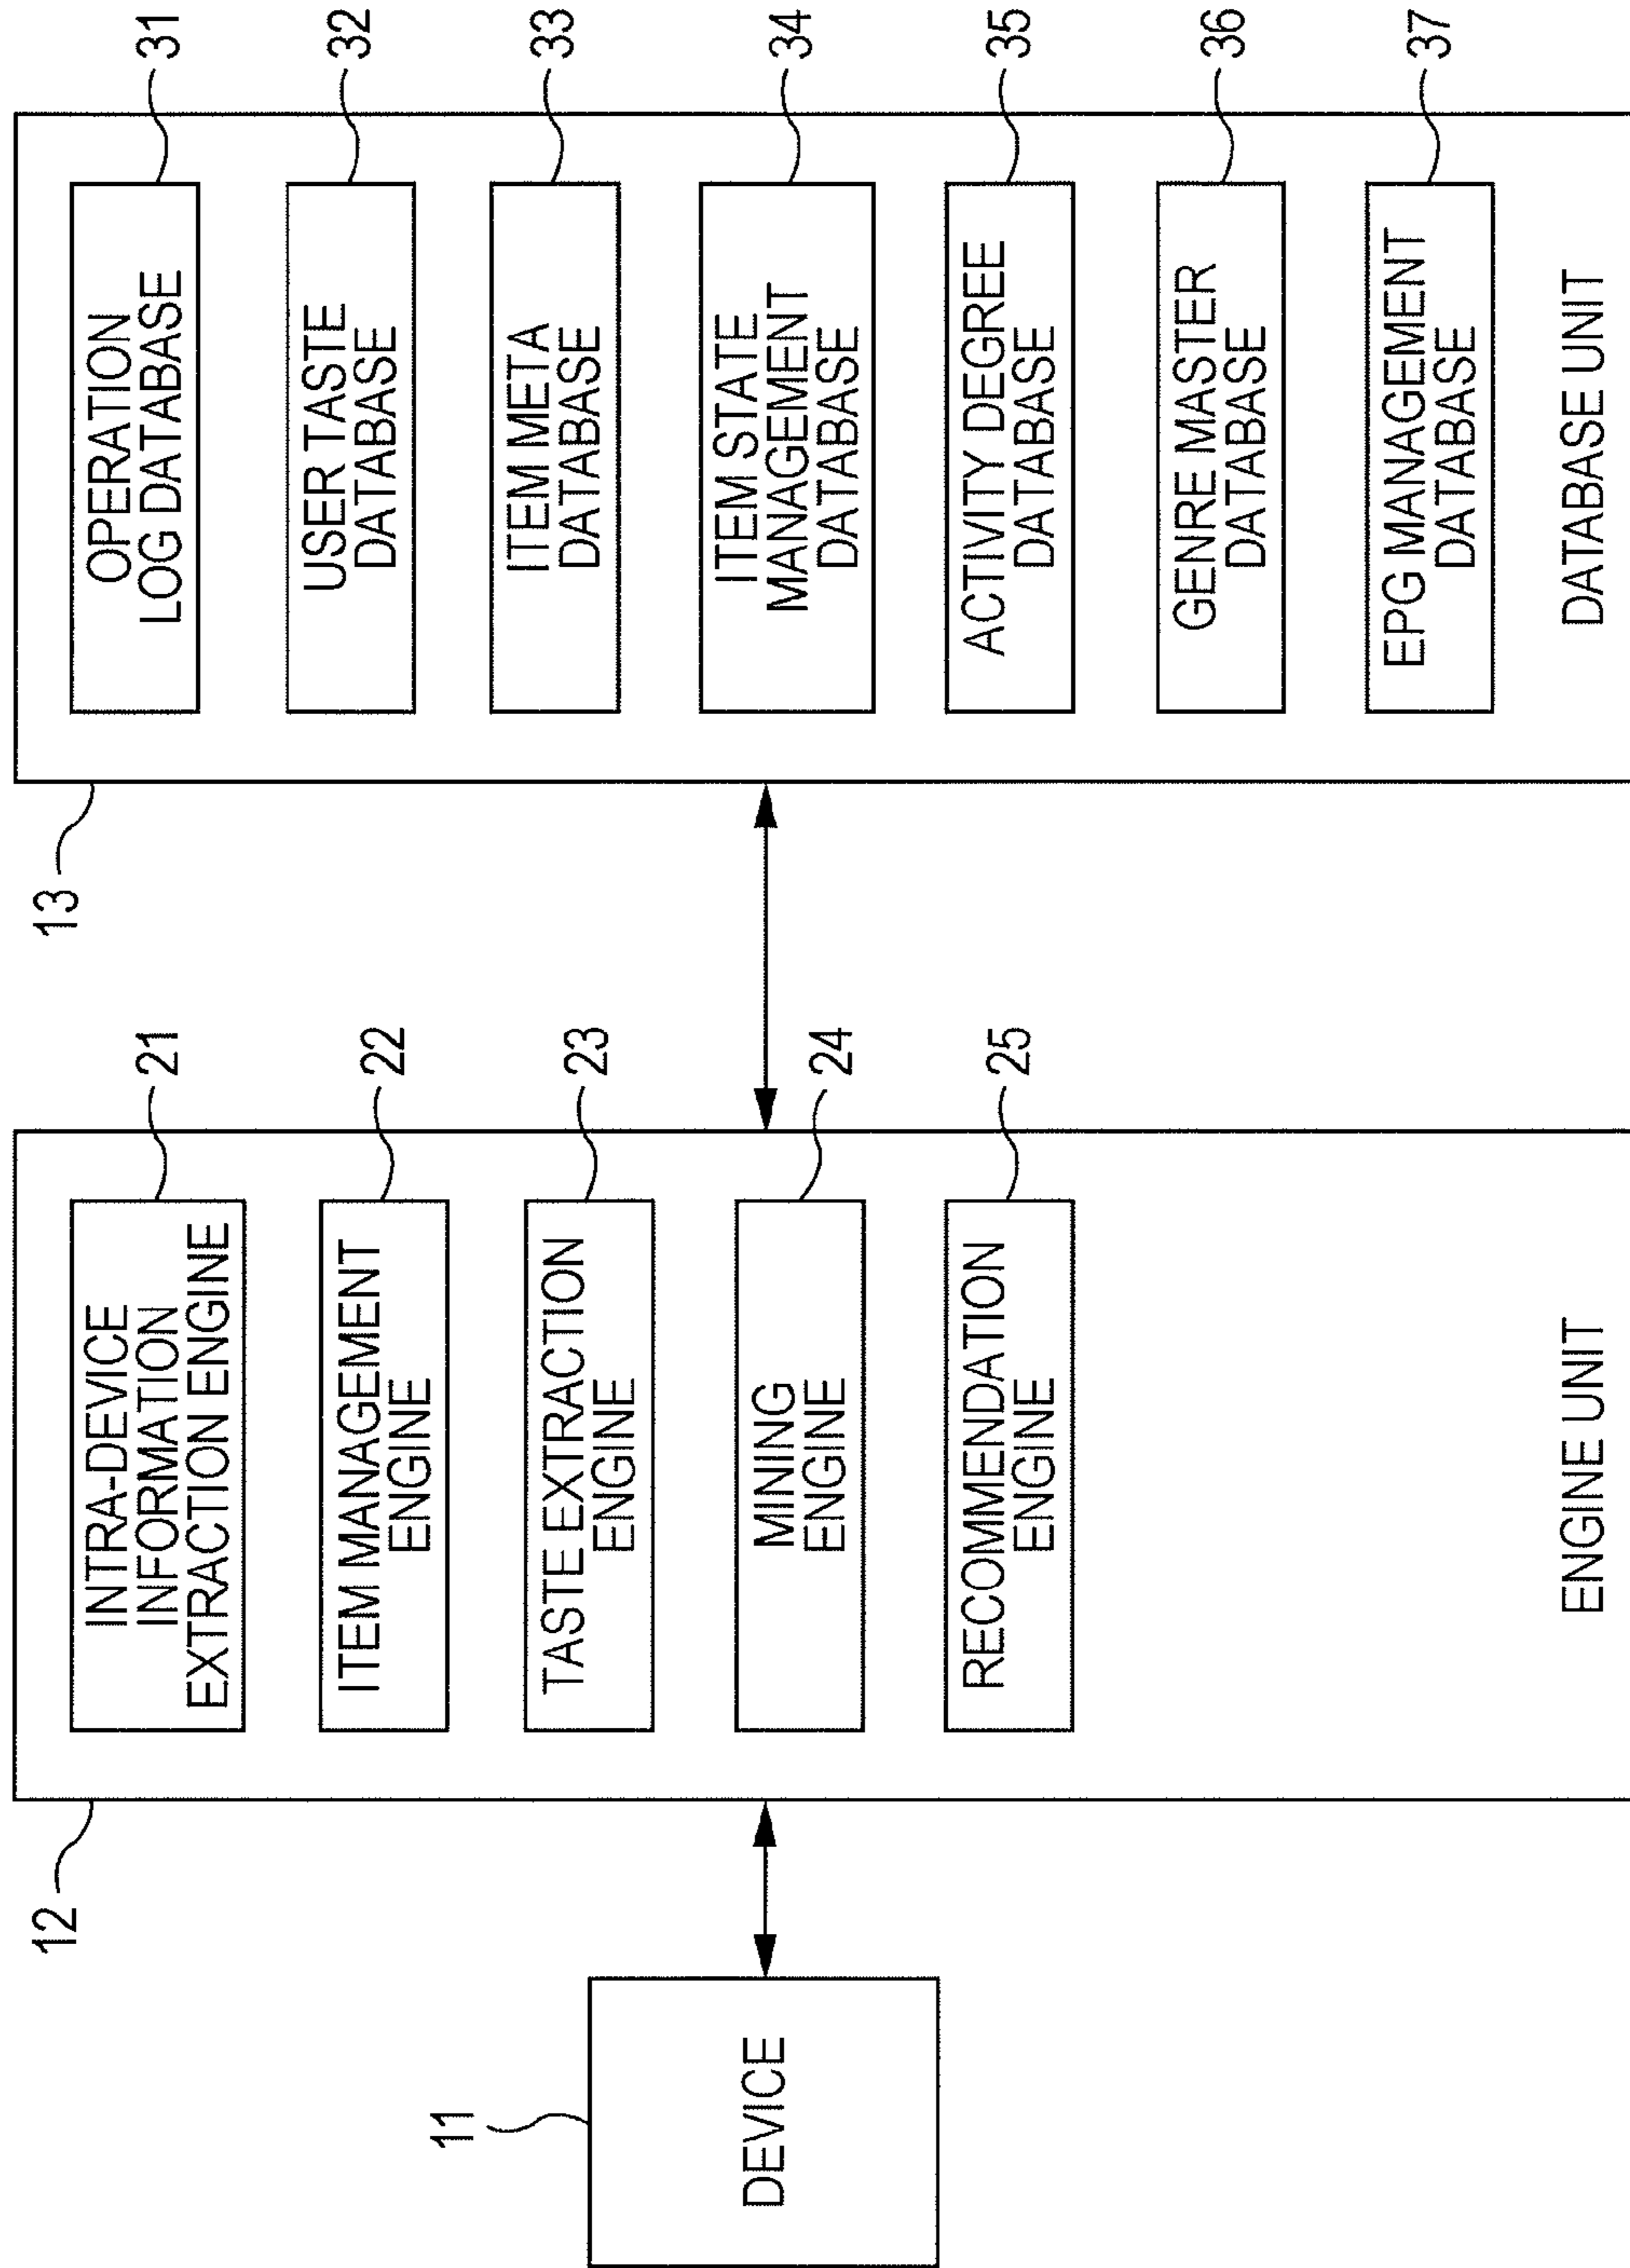 11
DEVICE
12
INTRA-DEVICE
INFORMATION
EXTRACTION ENGINE
21
ITEM MANAGEMENT
ENGINE
22
TASTE EXTRACTION
ENGINE
23
MINING
ENGINE
24
RECOMMENDATION
ENGINE
25
ENGINE UNIT
13
OPERATION
LOG DATABASE
31
USER TASTE
DATABASE
32
ITEM META
DATABASE
33
ITEM STATE
MANAGEMENT
DATABASE
34
ACTIVITY DEGREE
DATABASE
35
GENRE MASTER
DATABASE
36
EPG MANAGEMENT
DATABASE
37
DATABASE UNIT